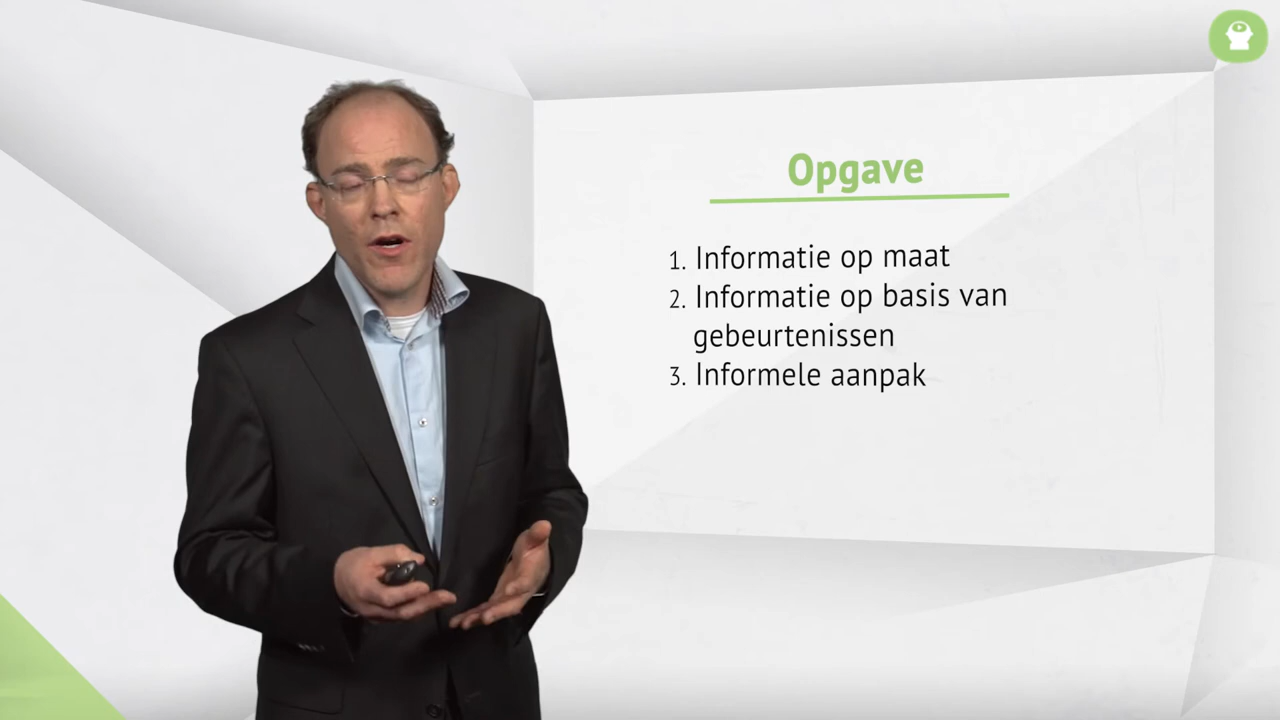 Opgave
1. Informatie op maat
2. Informatie op basis van
gebeurtenissen
3. Informele aanpak